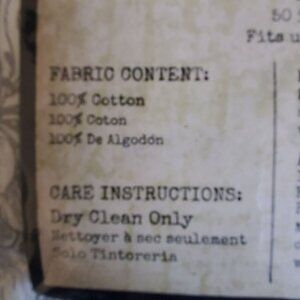 50
Fits u
FABRIC CONTENT:
100% Cotton
100% Coton
100% De Algodón
CARE INSTRUCTIONS:
Dry Clean Only
Nettoyer à sec seulement
Solo Tintoreria